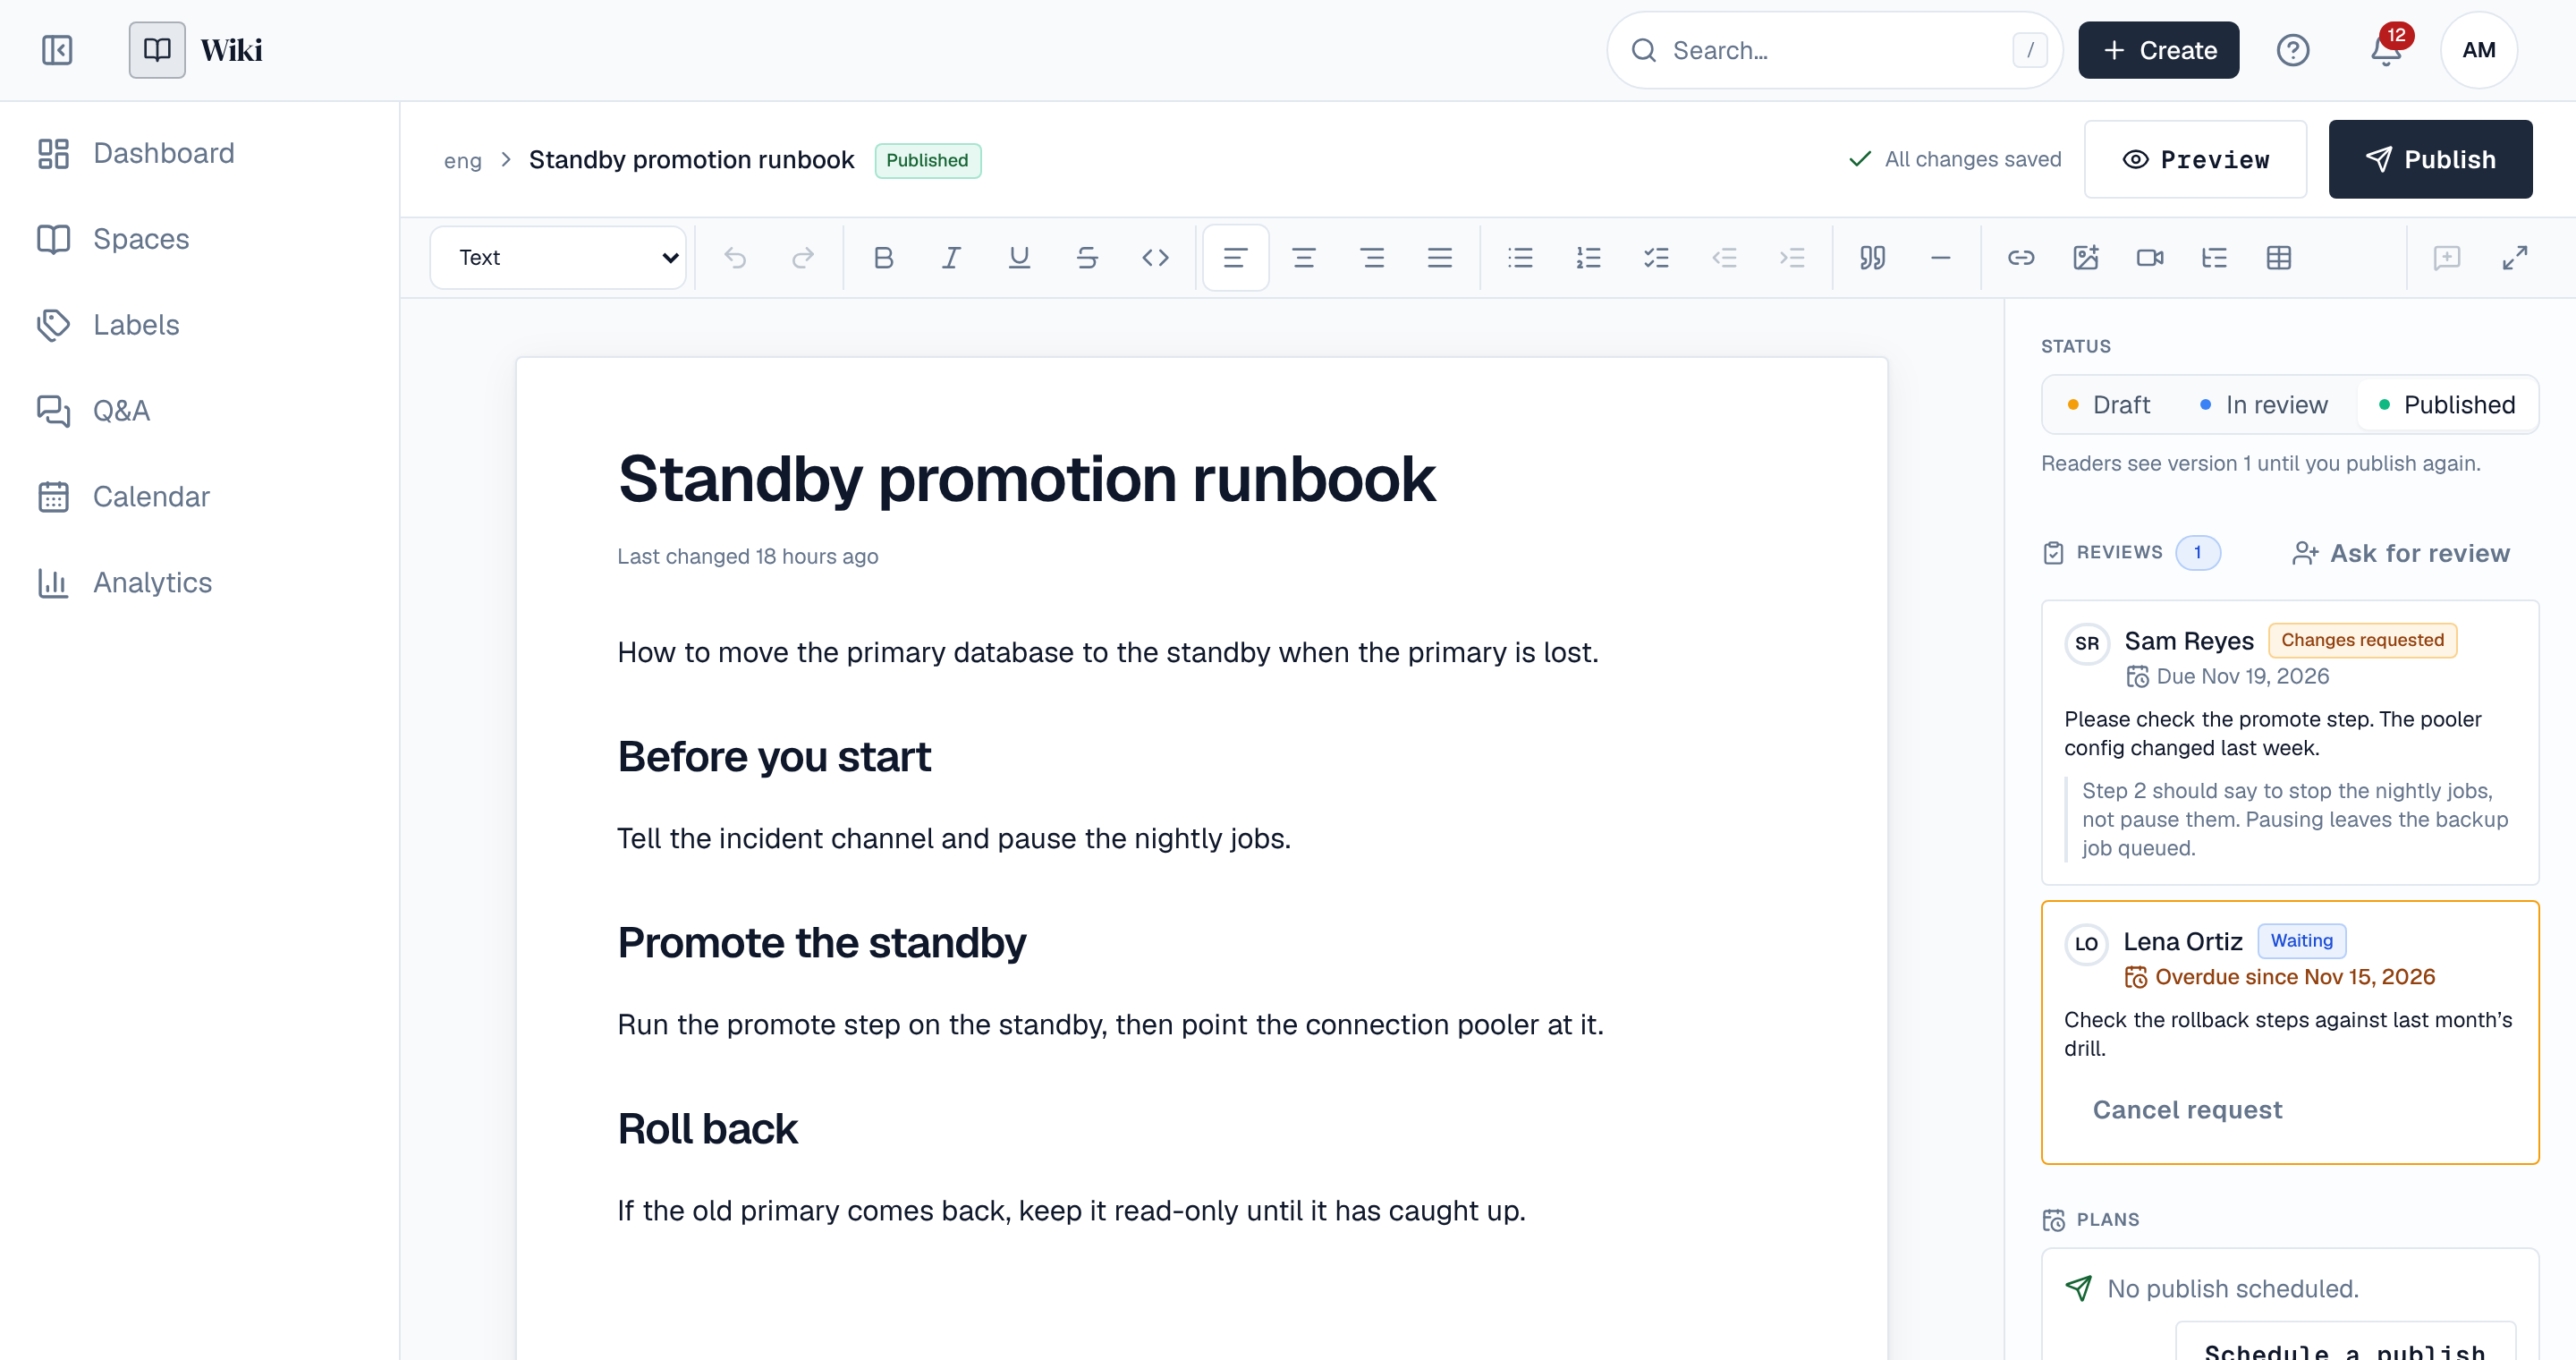 Wiki
Search...
/
Create
12
AM
Dashboard
Spaces
Labels
Q&A
Calendar
Analytics
eng
Standby promotion runbook
Published
All changes saved
Preview
Publish
Text
Standby promotion runbook
Last changed 18 hours ago
How to move the primary database to the standby when the primary is lost.
Before you start
Tell the incident channel and pause the nightly jobs.
Promote the standby
Run the promote step on the standby, then point the connection pooler at it.
Roll back
If the old primary comes back, keep it read-only until it has caught up.
STATUS
Draft
In review
Published
Readers see version 1 until you publish again.
REVIEWS
1
Ask for review
SR
Sam Reyes
Changes requested
Due Nov 19, 2026
Please check the promote step. The pooler
config changed last week.
Step 2 should say to stop the nightly jobs,
not pause them. Pausing leaves the backup
job queued.
LO
Lena Ortiz
Waiting
Overdue since Nov 15, 2026
Check the rollback steps against last month’s
drill.
Cancel request
PLANS
No publish scheduled.
Schedule a publish